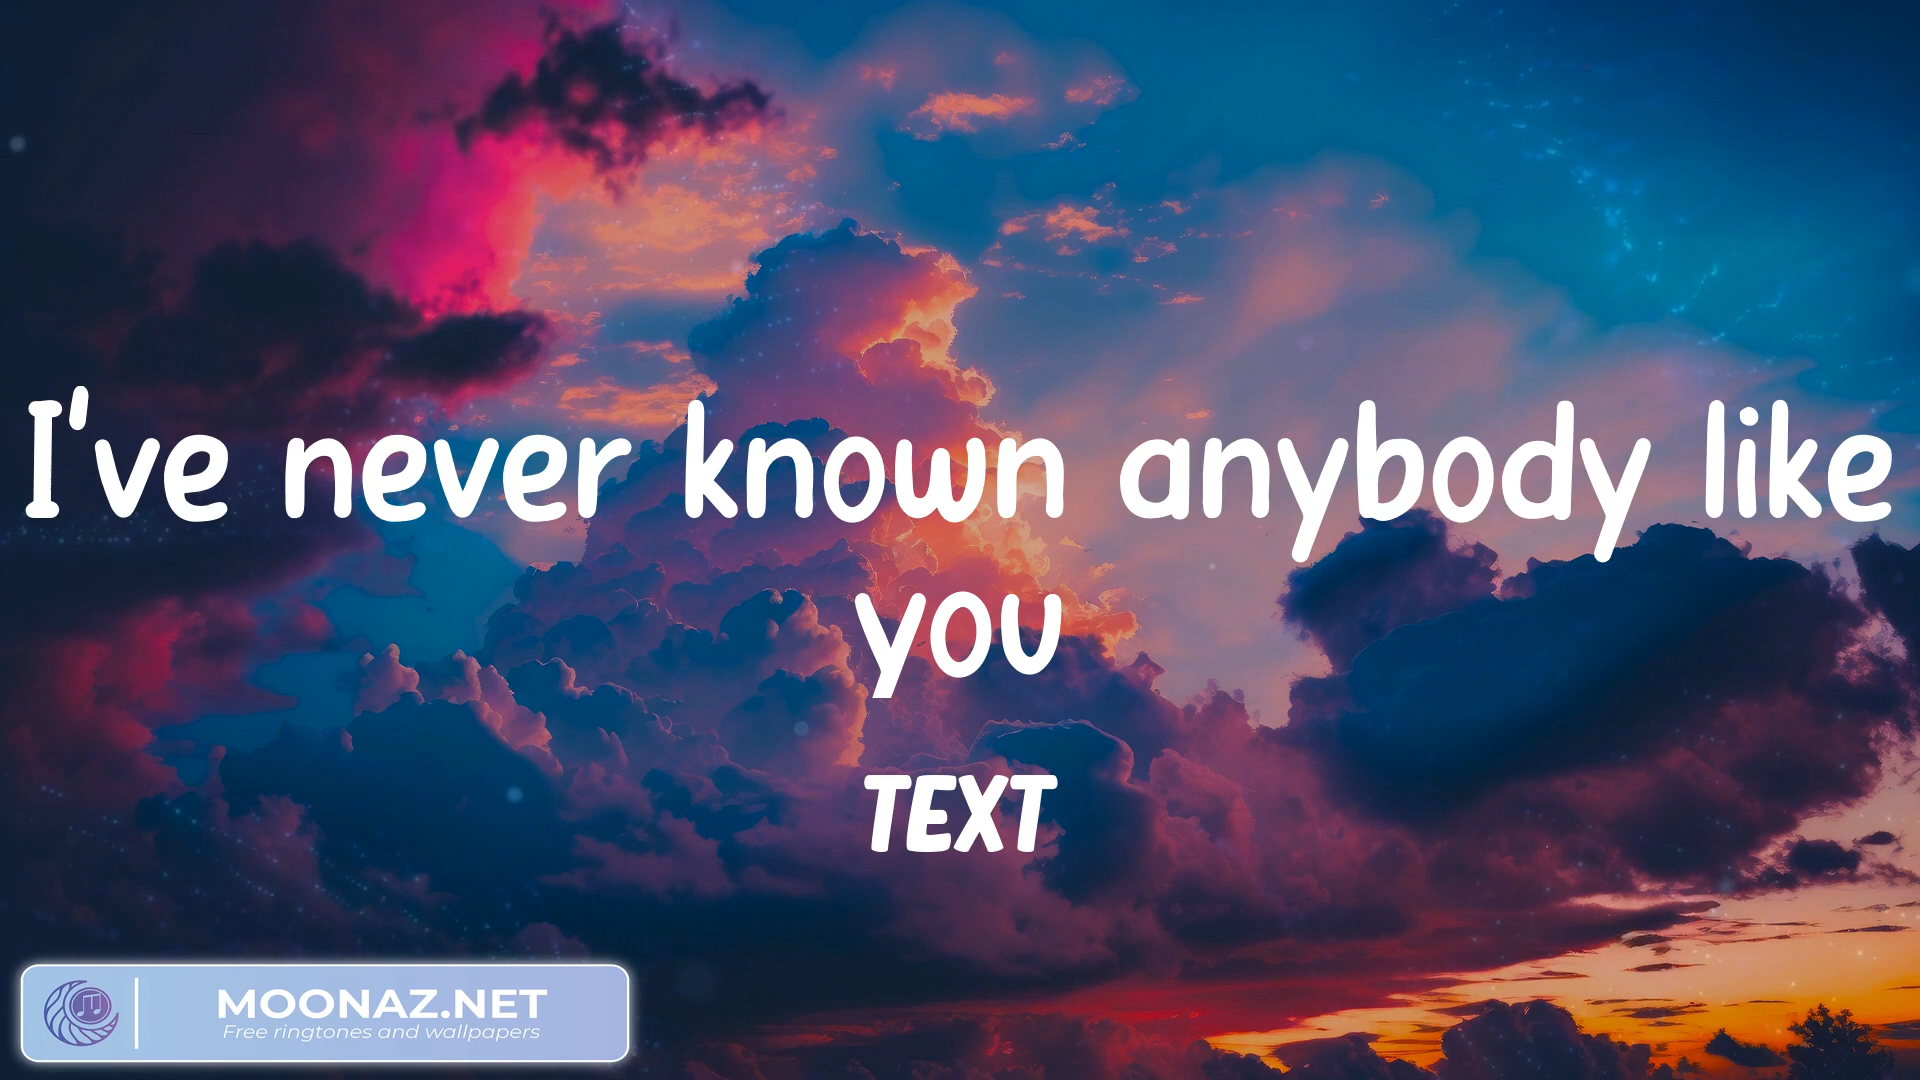 I've never known anybody like
you
TEXT
MOONAZ.NET
Free ringtones and wallpapers